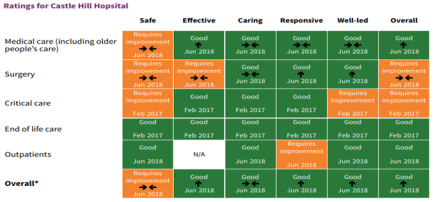 Ratings for Castle Hill Hopsital
Safe Effective Caring Responsive Well-led Overall
Medical care (including older people's care) Requires improvement Jun 2018 Good Jun 2018 Good Jun 2018 Good Jun 2018 Good Jun 2018 Good Jun 2018
Surgery Requires improvement Jun 2018 Requires improvement Jun 2018 Good Jun 2018 Good Jun 2018 Good Jun 2018 Requires improvement Jun 2018
Critical care Requires improvement Feb 2017 Good Feb 2017 Good Feb 2017 Good Feb 2017 Requires improvement Feb 2017 Requires improvement Feb 2017
End of life care Good Feb 2017 Good Feb 2017 Good Feb 2017 Good Feb 2017 Good Feb 2017 Good Feb 2017
Outpatients Good Jun 2018 N/A Good Jun 2018 Requires improvement Jun 2018 Good Jun 2018 Good Jun 2018
Overall* Requires improvement Jun 2018 Good Jun 2018 Good Jun 2018 Good Jun 2018 Good Jun 2018 Good Jun 2018